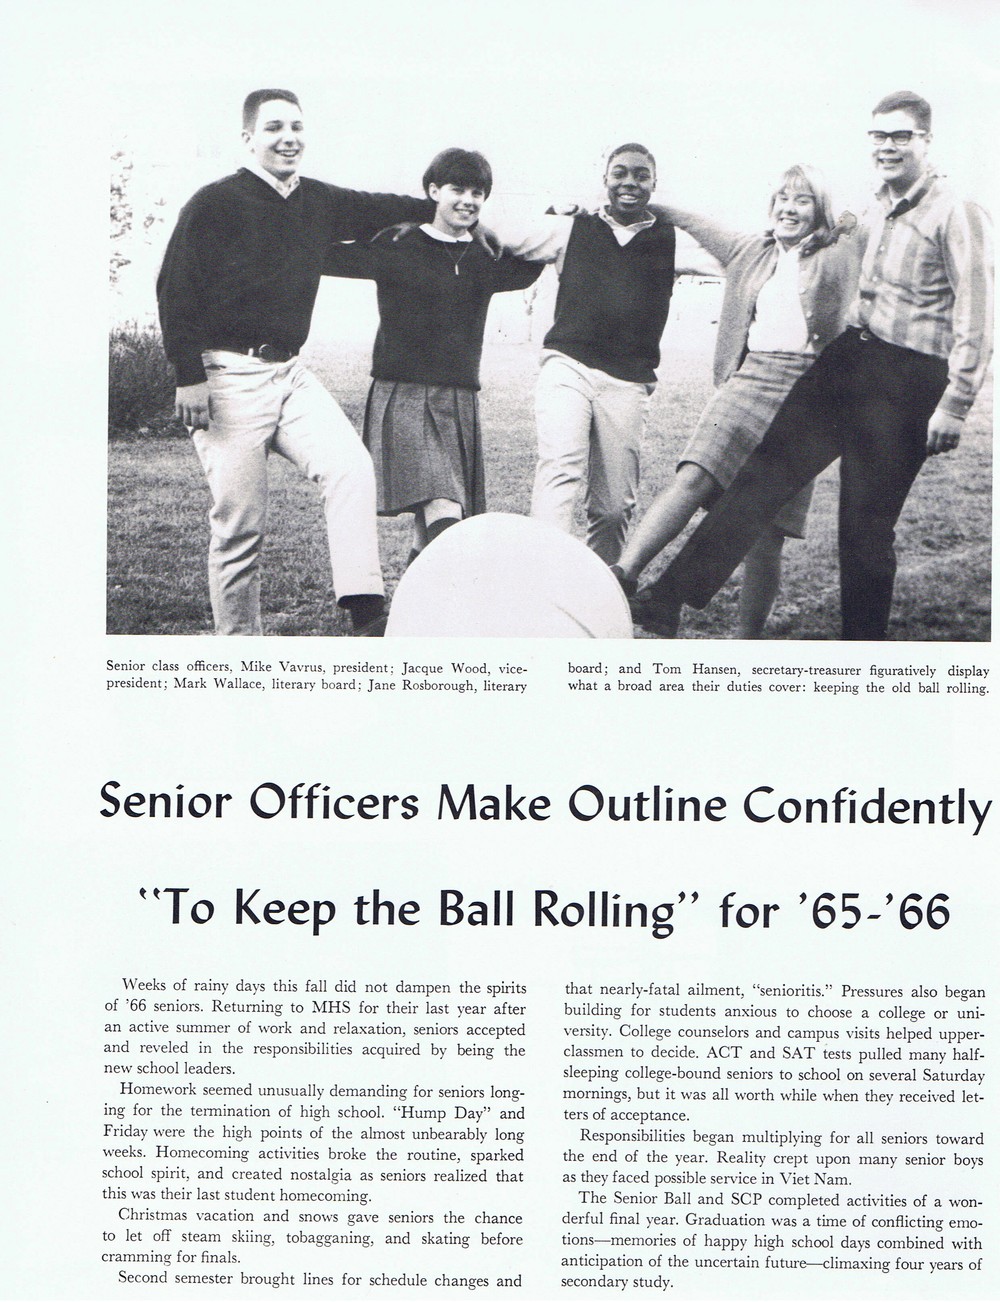 Senior class officers, Mike Vavrus, president; Jacque Wood, vice-
president; Mark Wallace, literary board; Jane Rosborough, literary
board; and Tom Hansen, secretary-treasurer figuratively display
what a broad area their duties cover: keeping the old ball rolling.
Senior Officers Make Outline Confidently
“To Keep the Ball Rolling” for ’65-’66
Weeks of rainy days this fall did not dampen the spirits
of ’66 seniors. Returning to MHS for their last year after
an active summer of work and relaxation, seniors accepted
and reveled in the responsibilities acquired by being the
new school leaders.
Homework seemed unusually demanding for seniors long-
ing for the termination of high school. “Hump Day” and
Friday were the high points of the almost unbearably long
weeks. Homecoming activities broke the routine, sparked
school spirit, and created nostalgia as seniors realized that
this was their last student homecoming.
Christmas vacation and snows gave seniors the chance
to let off steam skiing, tobagganing, and skating before
cramming for finals.
Second semester brought lines for schedule changes and
that nearly-fatal ailment, “senioritis.” Pressures also began
building for students anxious to choose a college or uni-
versity. College counselors and campus visits helped upper-
classmen to decide. ACT and SAT tests pulled many half-
sleeping college-bound seniors to school on several Saturday
mornings, but it was all worth while when they received let-
ters of acceptance.
Responsibilities began multiplying for all seniors toward
the end of the year. Reality crept upon many senior boys
as they faced possible service in Viet Nam.
The Senior Ball and SCP completed activities of a won-
derful final year. Graduation was a time of conflicting emo-
tions—memories of happy high school days combined with
anticipation of the uncertain future—climaxing four years of
secondary study.